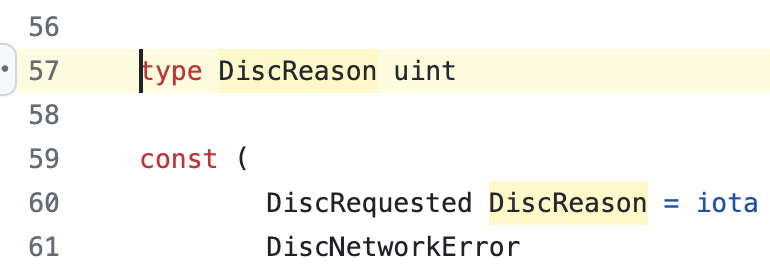 56
57 type DiscReason uint
58
59 const (
60 DiscRequested DiscReason = iota
61 DiscNetworkError